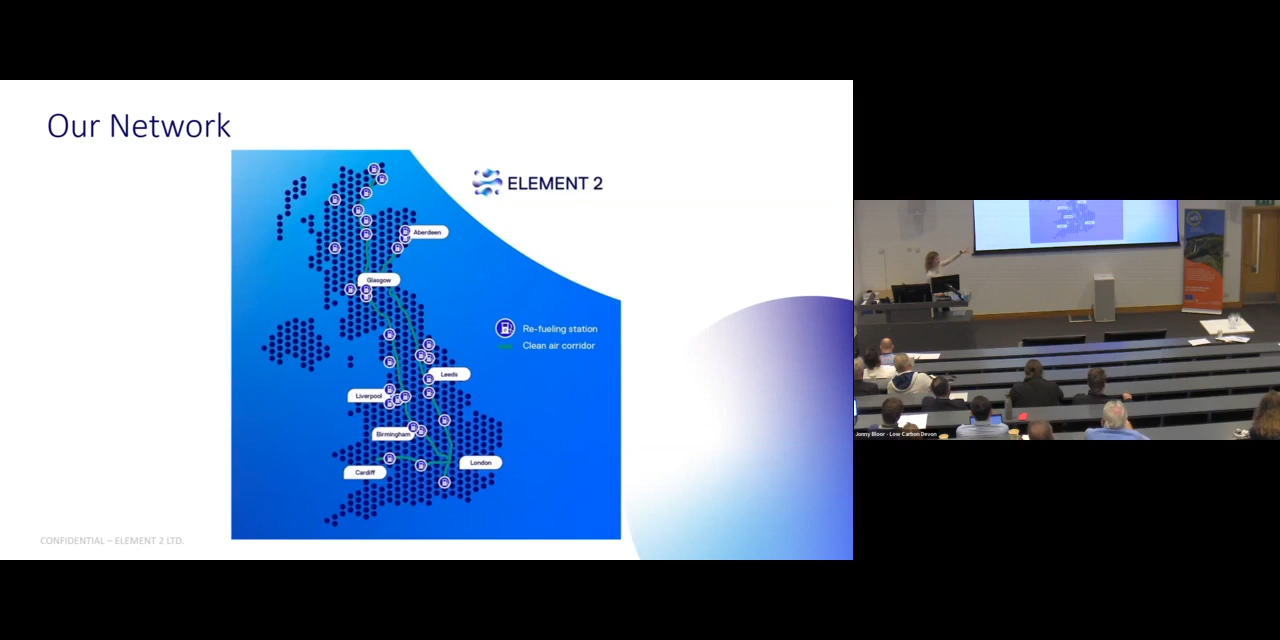 Our Network
ELEMENT 2
Aberdeen
Glasgow
Re-fueling station
Clean air corridor
Leeds
Liverpool
Birmingham
London
Cardiff
CONFIDENTIAL – ELEMENT 2 LTD.
Jonny Bloor - Low Carbon Devon